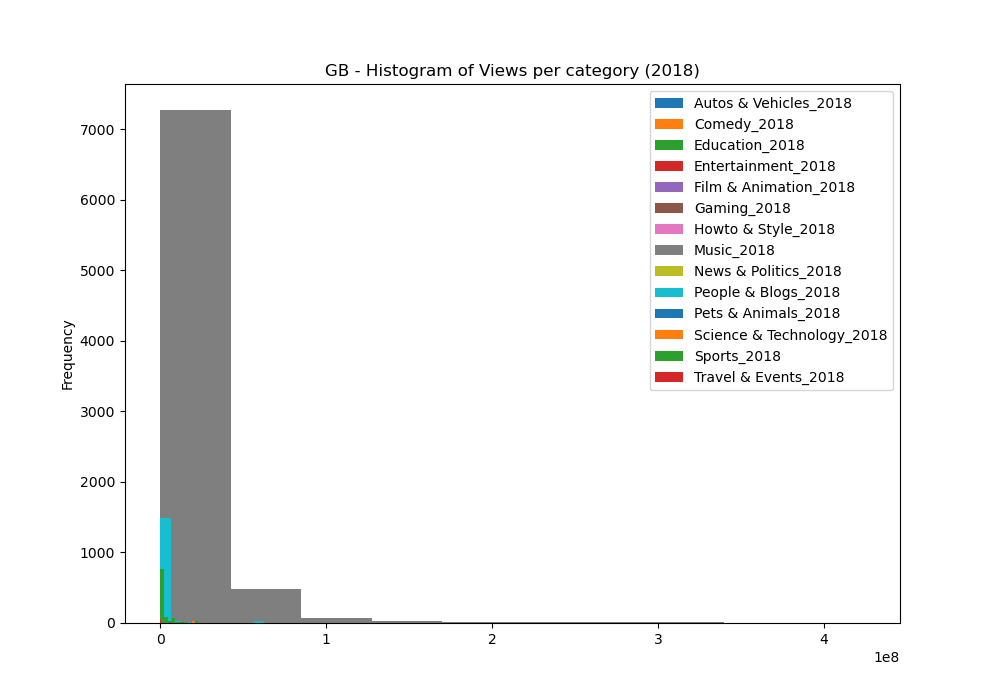 GB - Histogram of Views per category (2018)
Autos & Vehicles_2018
Comedy_2018
Education_2018
Entertainment_2018
Film & Animation_2018
Gaming_2018
Howto & Style_2018
Music_2018
News & Politics_2018
People & Blogs_2018
Pets & Animals_2018
Science & Technology_2018
Sports_2018
Travel & Events_2018
Frequency
7000
6000
5000
4000
3000
2000
1000
0
0 1 2 3 4
1e8